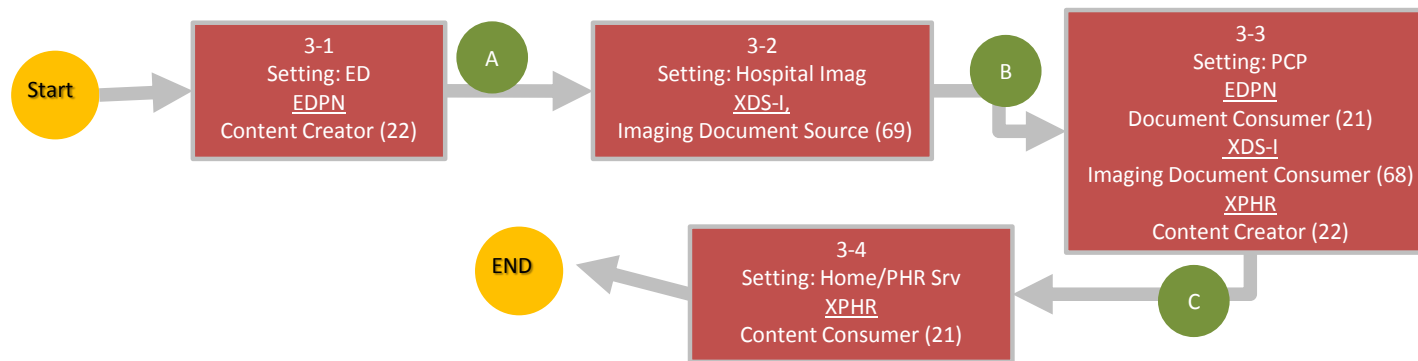 Start
3-1
Setting: ED
EDPN
Content Creator (22)
A
3-2
Setting: Hospital Imag
XDS-I,
Imaging Document Source (69)
B
3-3
Setting: PCP
EDPN
Document Consumer (21)
XDS-I
Imaging Document Consumer (68)
XPHR
Content Creator (22)
C
3-4
Setting: Home/PHR Srv
XPHR
Content Consumer (21)
END